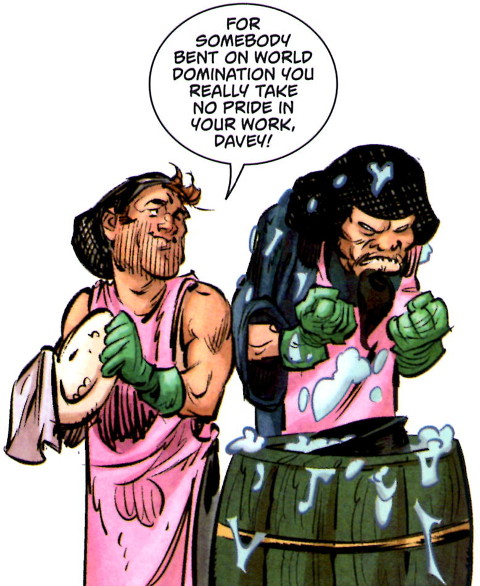 FOR
SOMEBODY
BENT ON WORLD
DOMINATION YOU
REALLY TAKE
NO PRIDE IN
YOUR WORK,
DAVEY!